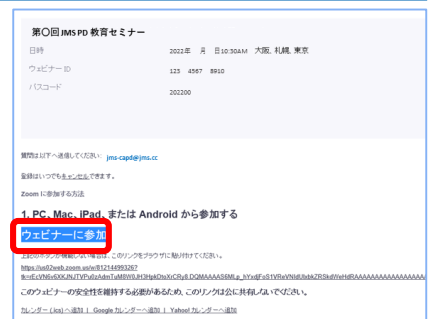 第〇回 JMS PD 教育セミナー
日時 2022年 月 日10:30AM 大阪, 札幌, 東京
ウェビナー ID 123 4567 8910
パスコード 202200
質問は以下へ送信してください: jms-capd@jms.cc
登録はいつでもキャンセルできます。
Zoom に参加する方法
1. PC、Mac、iPad、または Android から参加する
ウェビナーに参加
上記のボタンが機能しない場合は、このリンクをブラウザに貼り付けてください。
https://us02web.zoom.us/w/81214499326?
このウェビナーの安全性を維持する必要があるため、このリンクは公に共有しないでください。
カレンダー (.ics) へ追加 | Google カレンダーへ追加 | Yahoo! カレンダーへ追加